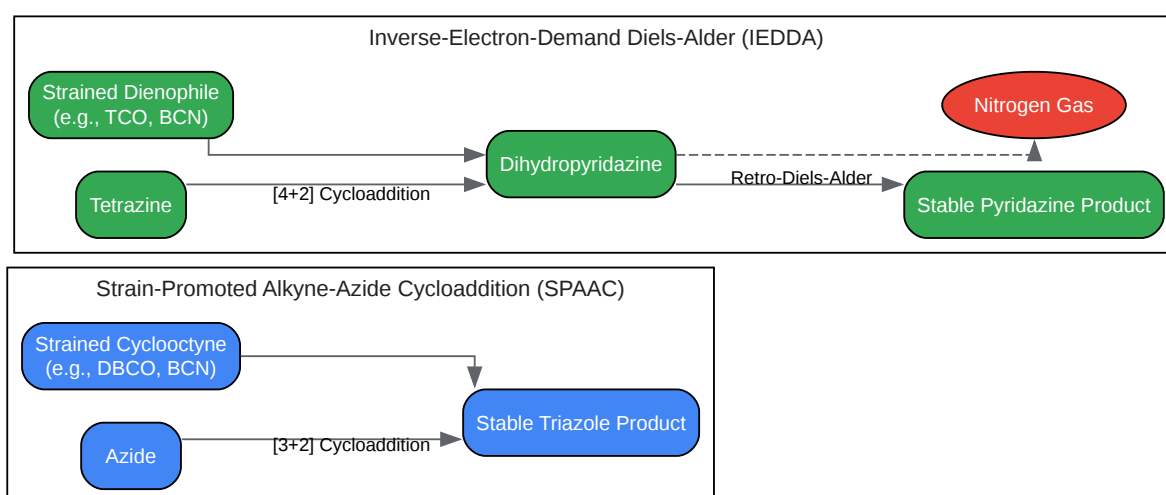 Inverse-Electron-Demand Diels-Alder (IEDDA)
Strained Dienophile
(e.g., TCO, BCN)
Nitrogen Gas
Dihydropyridazine
Tetrazine
[4+2] Cycloaddition
Retro-Diels-Alder
Stable Pyridazine Product
Strain-Promoted Alkyne-Azide Cycloaddition (SPAAC)
Strained Cyclooctyne
(e.g., DBCO, BCN)
Stable Triazole Product
Azide
[3+2] Cycloaddition